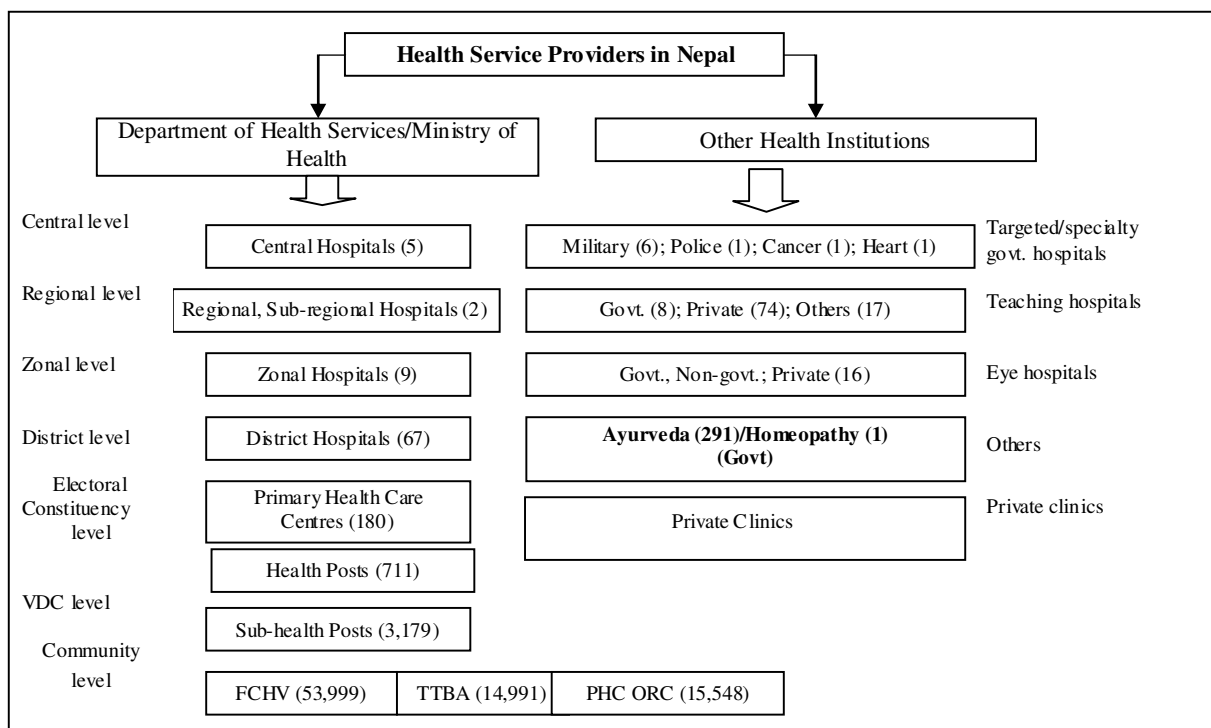 Health Service Providers in Nepal
Department of Health Services/Ministry of
Health
Other Health Institutions
Central level
Central Hospitals (5)
Military (6); Police (1); Cancer (1); Heart (1)
Targeted/specialty
govt. hospitals
Regional level
Regional, Sub-regional Hospitals (2)
Govt. (8); Private (74); Others (17)
Teaching hospitals
Zonal level
Zonal Hospitals (9)
Govt., Non-govt.; Private (16)
Eye hospitals
District level
District Hospitals (67)
Ayurveda (291)/Homeopathy (1)
(Govt)
Others
Electoral
Constituency
level
Primary Health Care
Centres (180)
Private Clinics
Private clinics
Health Posts (711)
VDC level
Sub-health Posts (3,179)
Community
level
FCHV (53,999)
TTBA (14,991)
PHC ORC (15,548)